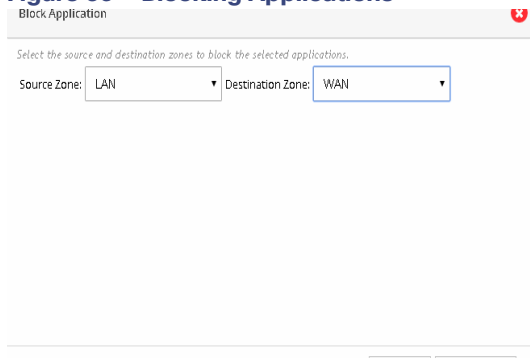 Block Application
Select the source and destination zones to block the selected applications.
Source Zone: LAN Destination Zone: WAN